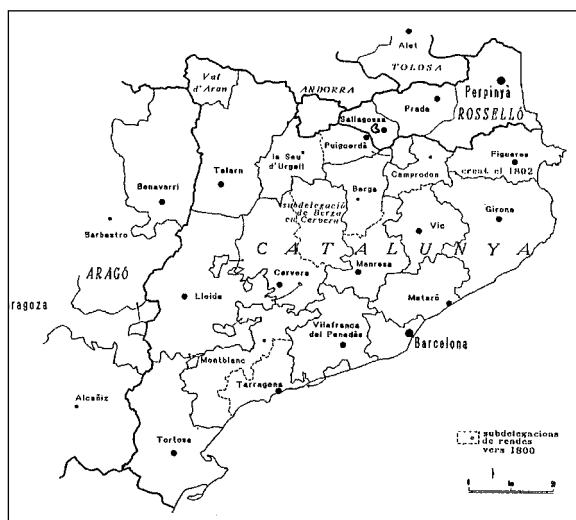 Alet
TOLOSA
Val
d'Aran
ANDORRA
Perpinyà
ROSSELLÓ
Prada
Sallagossa
Puigcerdà
la Seu
d'Urgell
Figueres
creat el 1802
Camprodon
Talarn
Benavarri
Berga
subdelegació
de Berga
en Cervera
Girona
Vic
Barbastro
CATALUNYA
ARAGÓ
Manresa
Cervera
Lleida
Mataró
ragoza
Vilafranca
del Penedès
Barcelona
Montblanc
Tarragona
Alcañiz
Tortosa
subdelegacions
de rendes
vers 1800